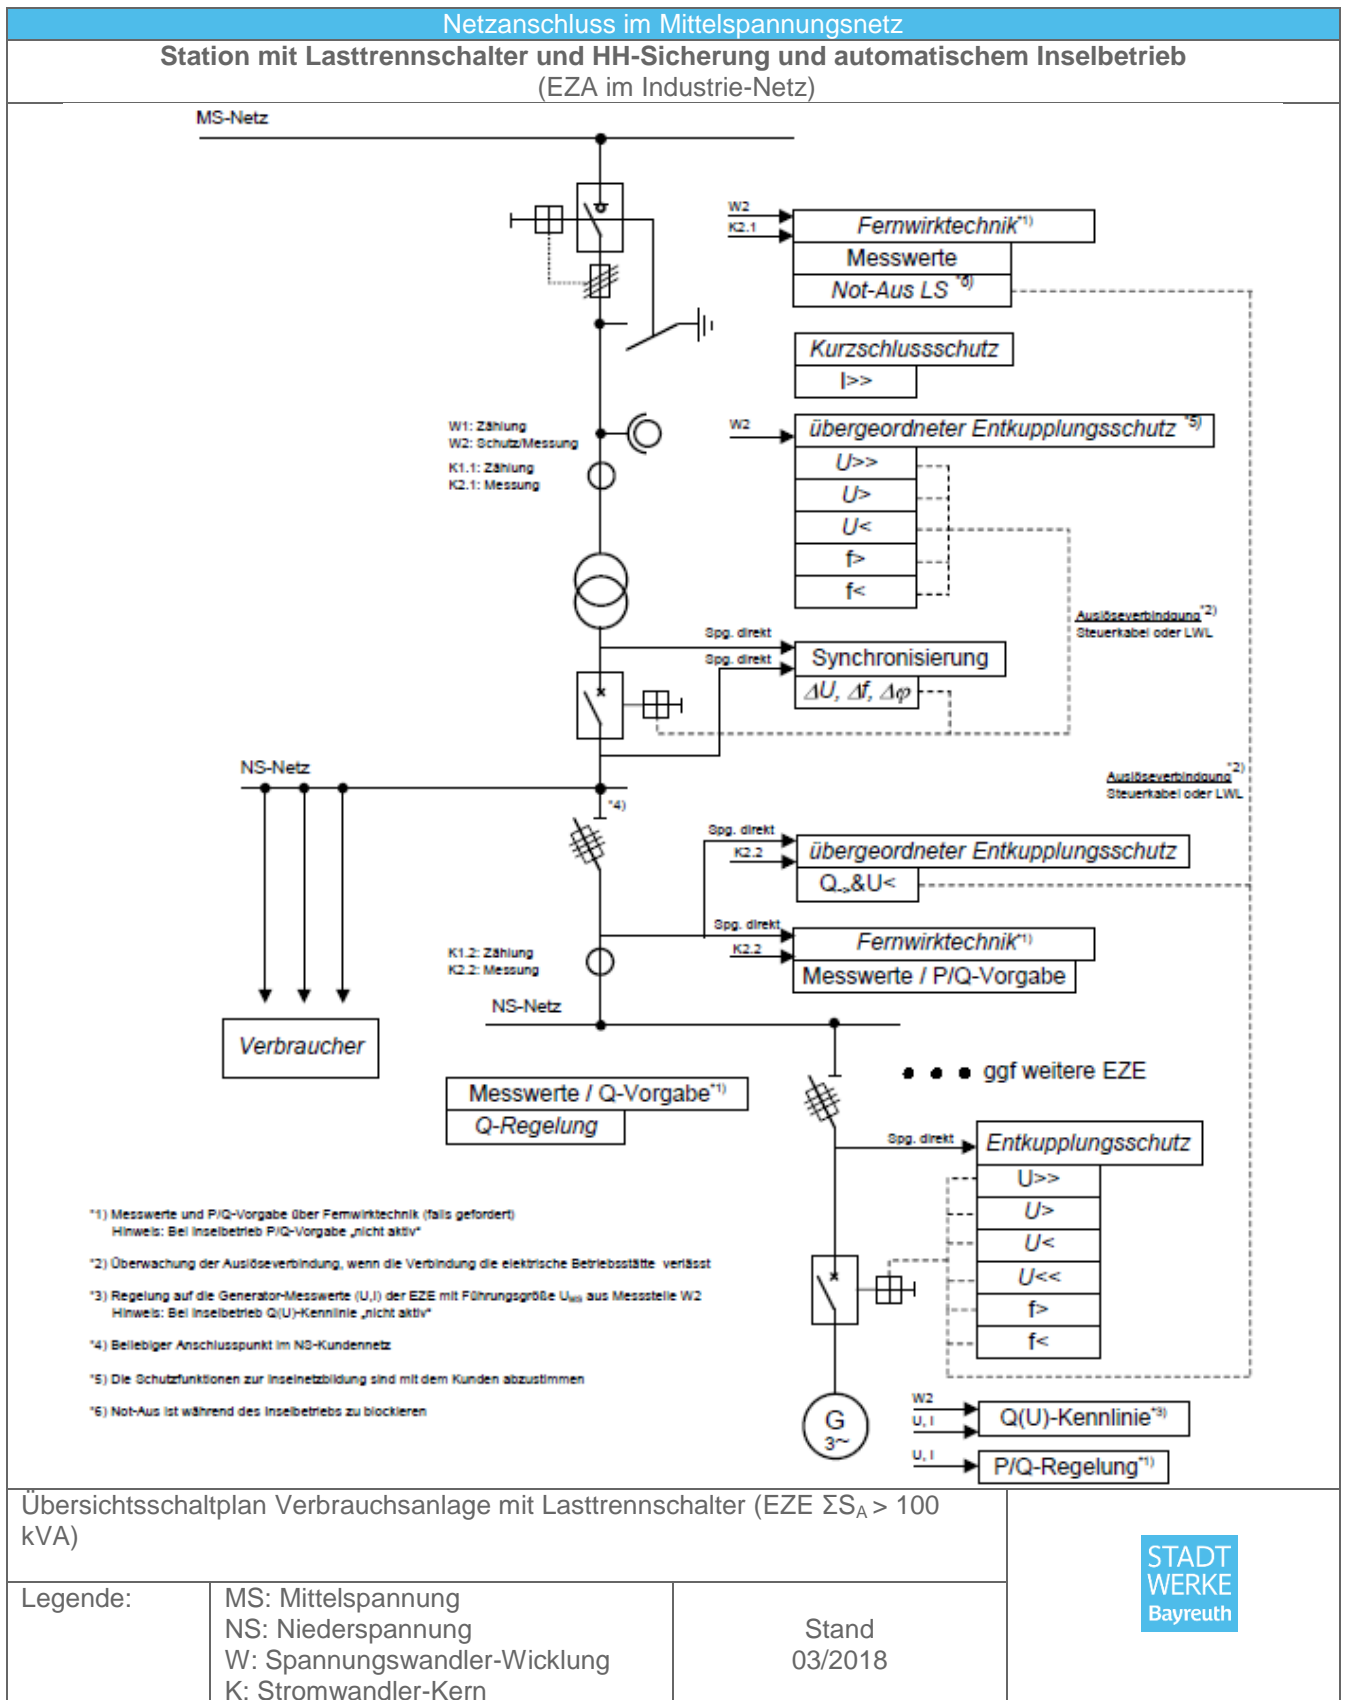 Netzanschluss im Mittelspannungsnetz
Station mit Lasttrennschalter und HH-Sicherung und automatischem Inselbetrieb
(EZA im Industrie-Netz)
MS-Netz
W2
K2.1
Fernwirktechnik*1)
Messwerte
Not-Aus LS *6)
Kurzschlussschutz
I>>
W1: Zählung
W2: Schutz/Messung
K1.1: Zählung
K2.1: Messung
W2
übergeordneter Entkupplungsschutz *5)
U>>
U>
U<
f>
f<
Auslöseverbindung*2)
Steuerkabel oder LWL
Spg. direkt
Spg. direkt
Synchronisierung
ΔU, Δf, Δφ
NS-Netz
*4)
Auslöseverbindung*2)
Steuerkabel oder LWL
Spg. direkt
K2.2
übergeordneter Entkupplungsschutz
Q->&U<
Spg. direkt
K2.2
Fernwirktechnik*1)
Messwerte / P/Q-Vorgabe
K1.2: Zählung
K2.2: Messung
NS-Netz
Verbraucher
ggf weitere EZE
Messwerte / Q-Vorgabe*1)
Q-Regelung
Spg. direkt
Entkupplungsschutz
U>>
U>
U<
U<<
f>
f<
*1) Messwerte und P/Q-Vorgabe über Fernwirktechnik (falls gefordert)
Hinweis: Bei Inselbetrieb P/Q-Vorgabe „nicht aktiv“
*2) Überwachung der Auslöseverbindung, wenn die Verbindung die elektrische Betriebsstätte verlässt
*3) Regelung auf die Generator-Messwerte (U,I) der EZE mit Führungsgröße UMS aus Messstelle W2
Hinweis: Bei Inselbetrieb Q(U)-Kennlinie „nicht aktiv“
*4) Beliebiger Anschlusspunkt im NS-Kundennetz
*5) Die Schutzfunktionen zur Inselnetzbildung sind mit dem Kunden abzustimmen
*6) Not-Aus ist während des Inselbetriebs zu blockieren
G
3~
W2
U, I
Q(U)-Kennlinie*3)
U, I
P/Q-Regelung*1)
Übersichtsschaltplan Verbrauchsanlage mit Lasttrennschalter (EZE ΣSA > 100
kVA)
STADT
WERKE
Bayreuth
Legende:
MS: Mittelspannung
NS: Niederspannung
W: Spannungswandler-Wicklung
K: Stromwandler-Kern
Stand
03/2018